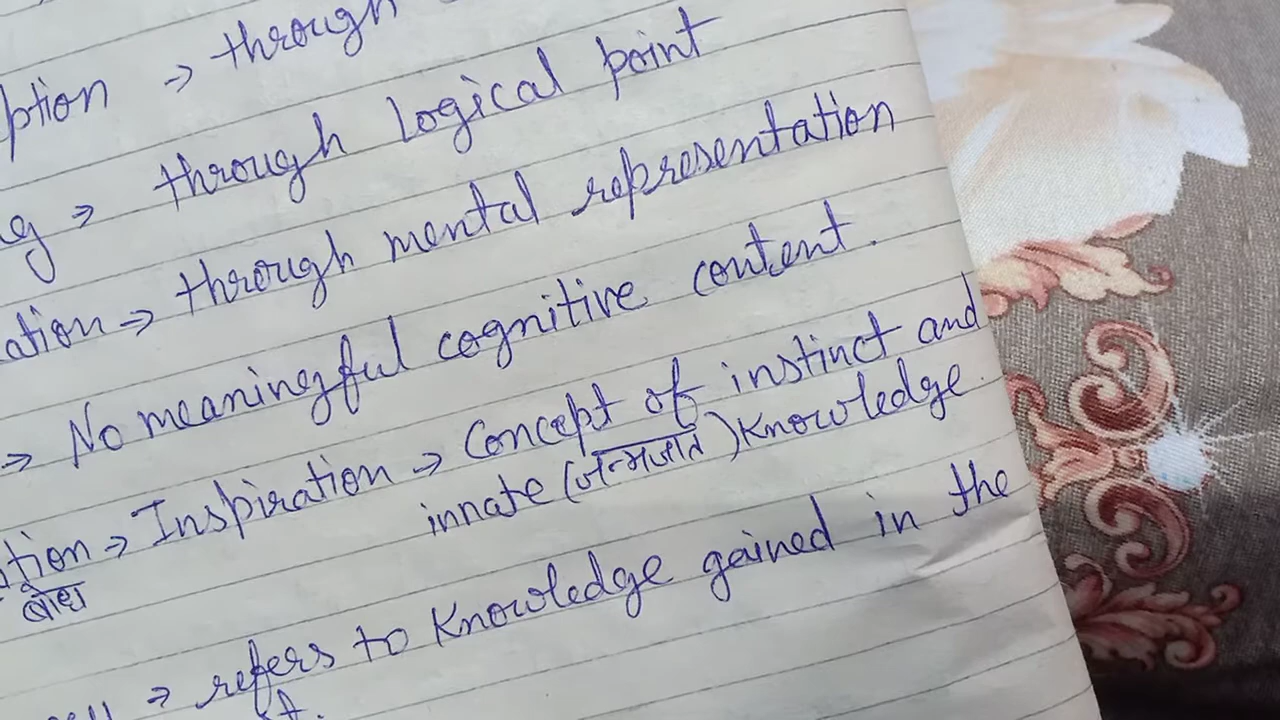 ption → through
→ through logical point
ation → through mental representation
→ No meaningful cognitive content.
tion → Inspiration → Concept of instinct and
बोध innate (जन्मजात) Knowledge.
→ refers to Knowledge gained in the